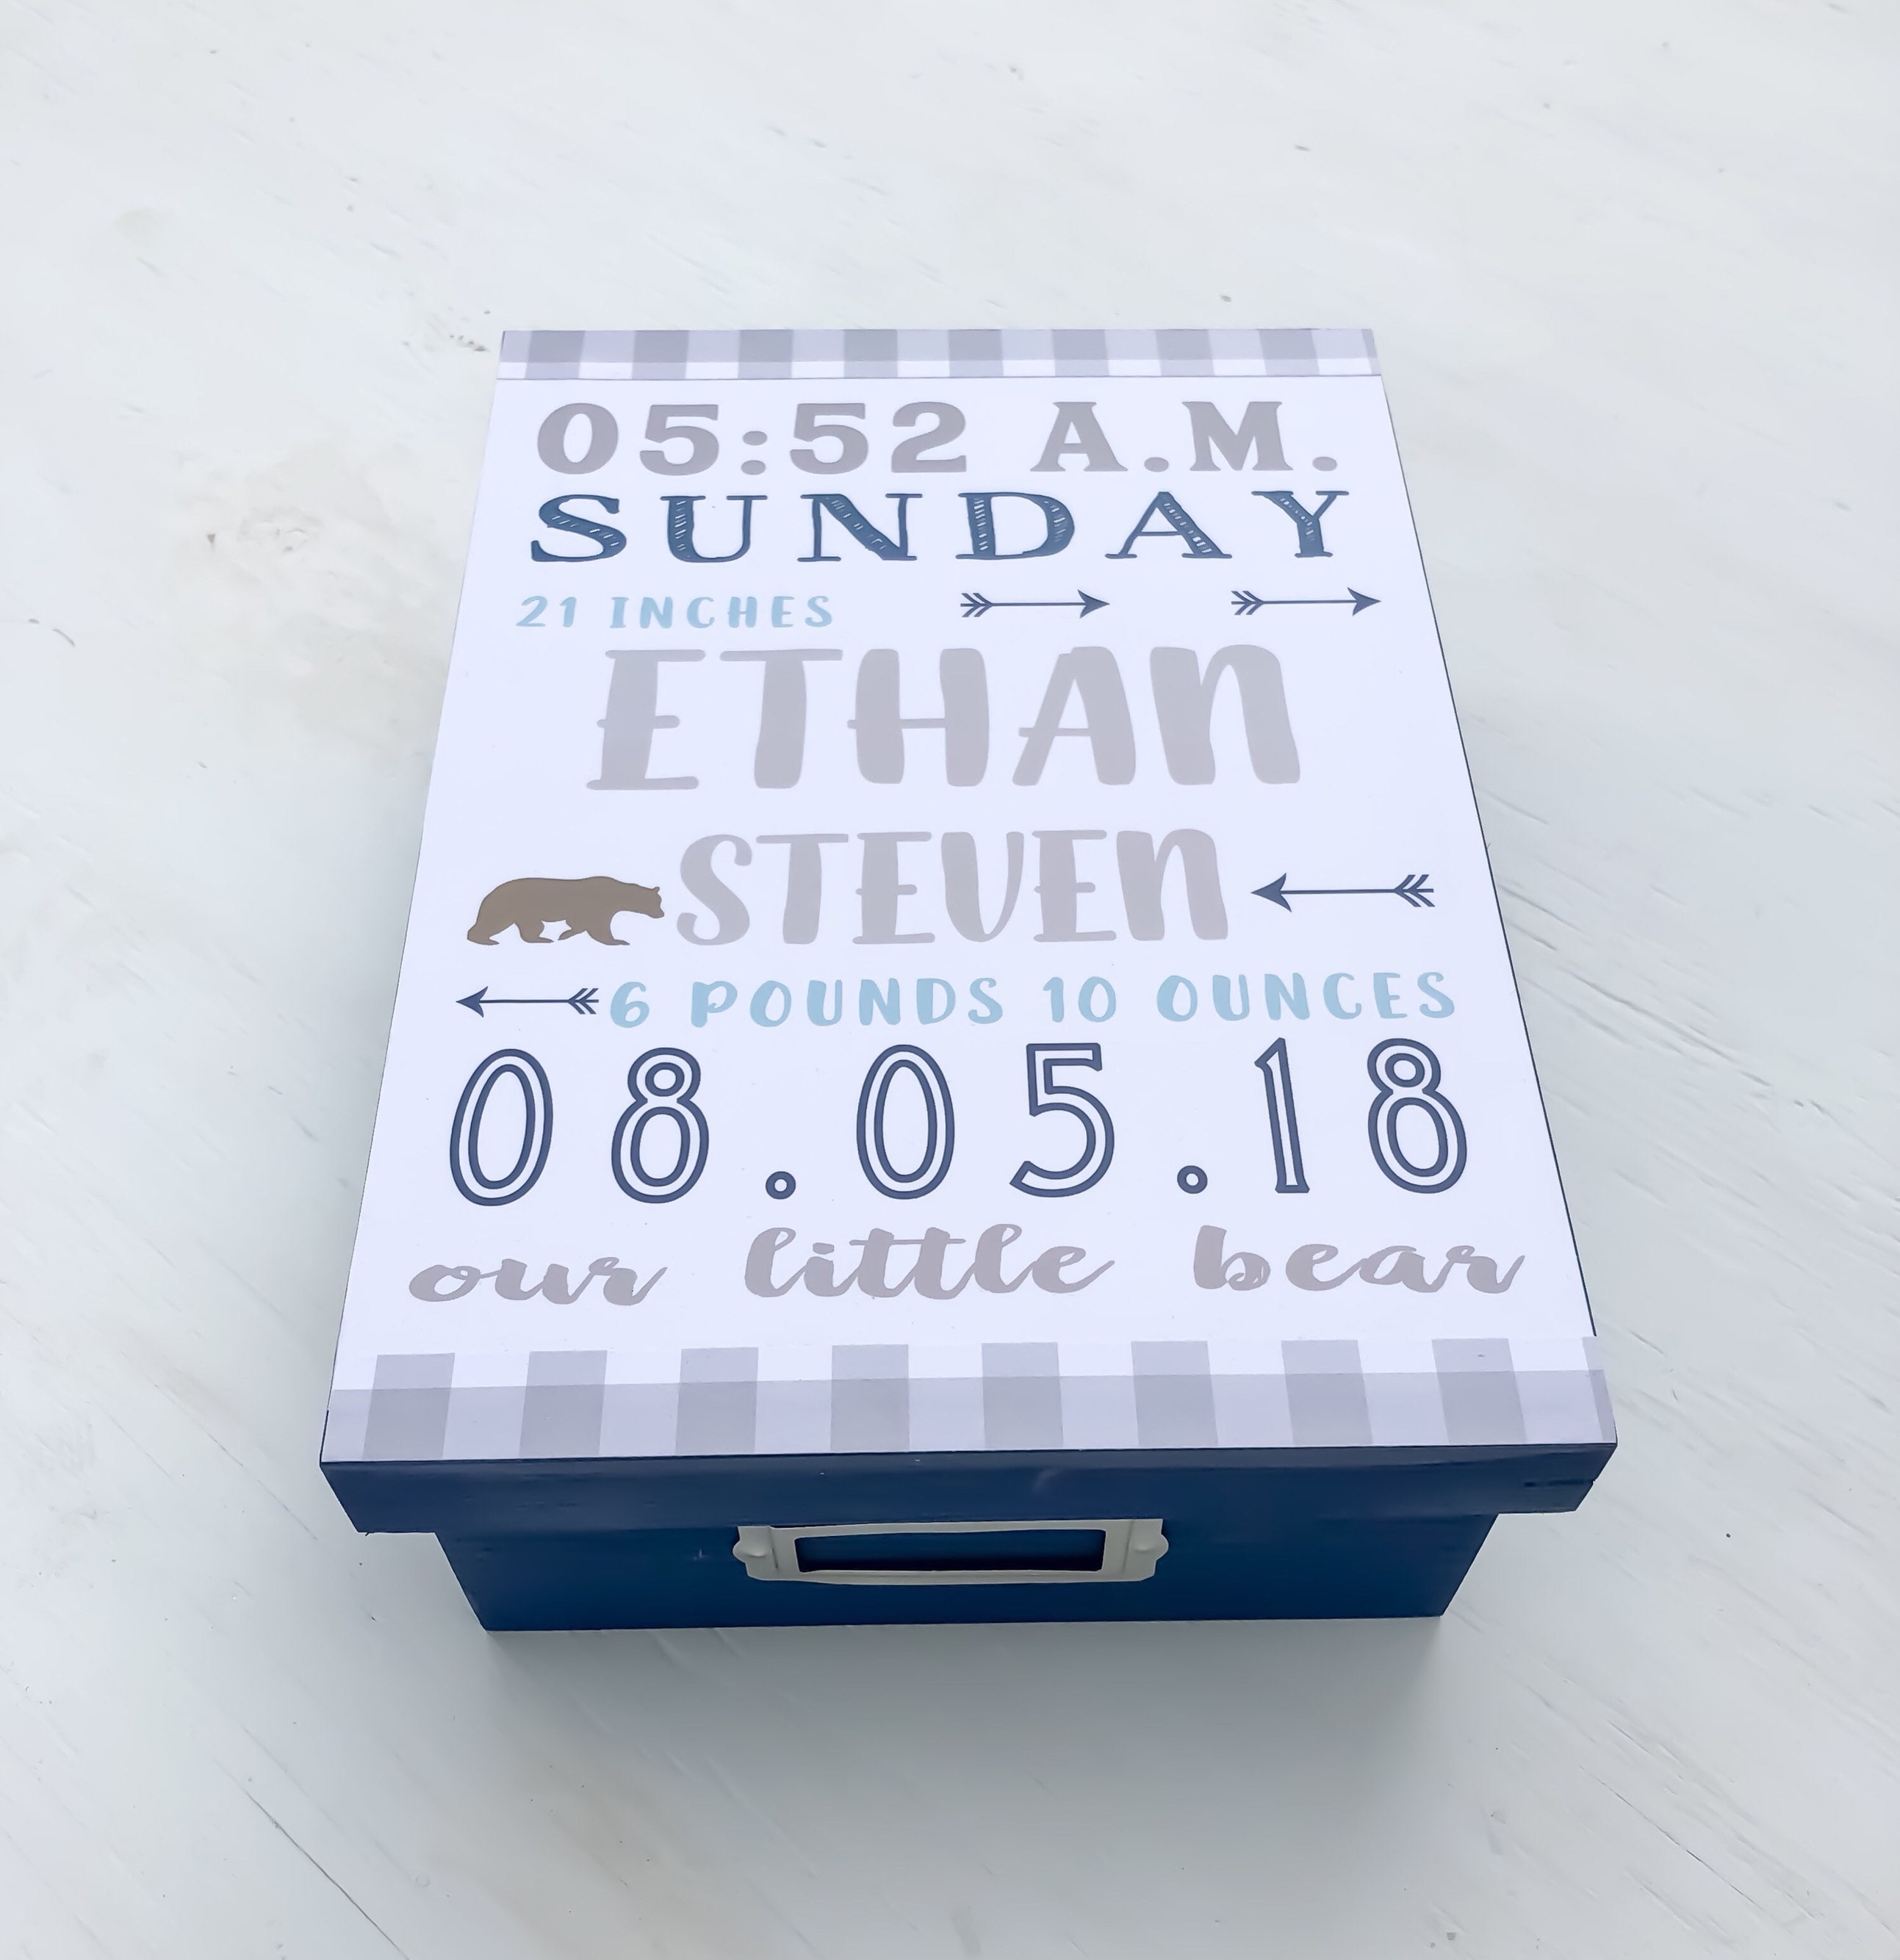 05:52 A.M.
SUNDAY
21 INCHES
ETHAN
STEVEN
6 POUNDS 10 OUNCES
08.05.18
our little bear